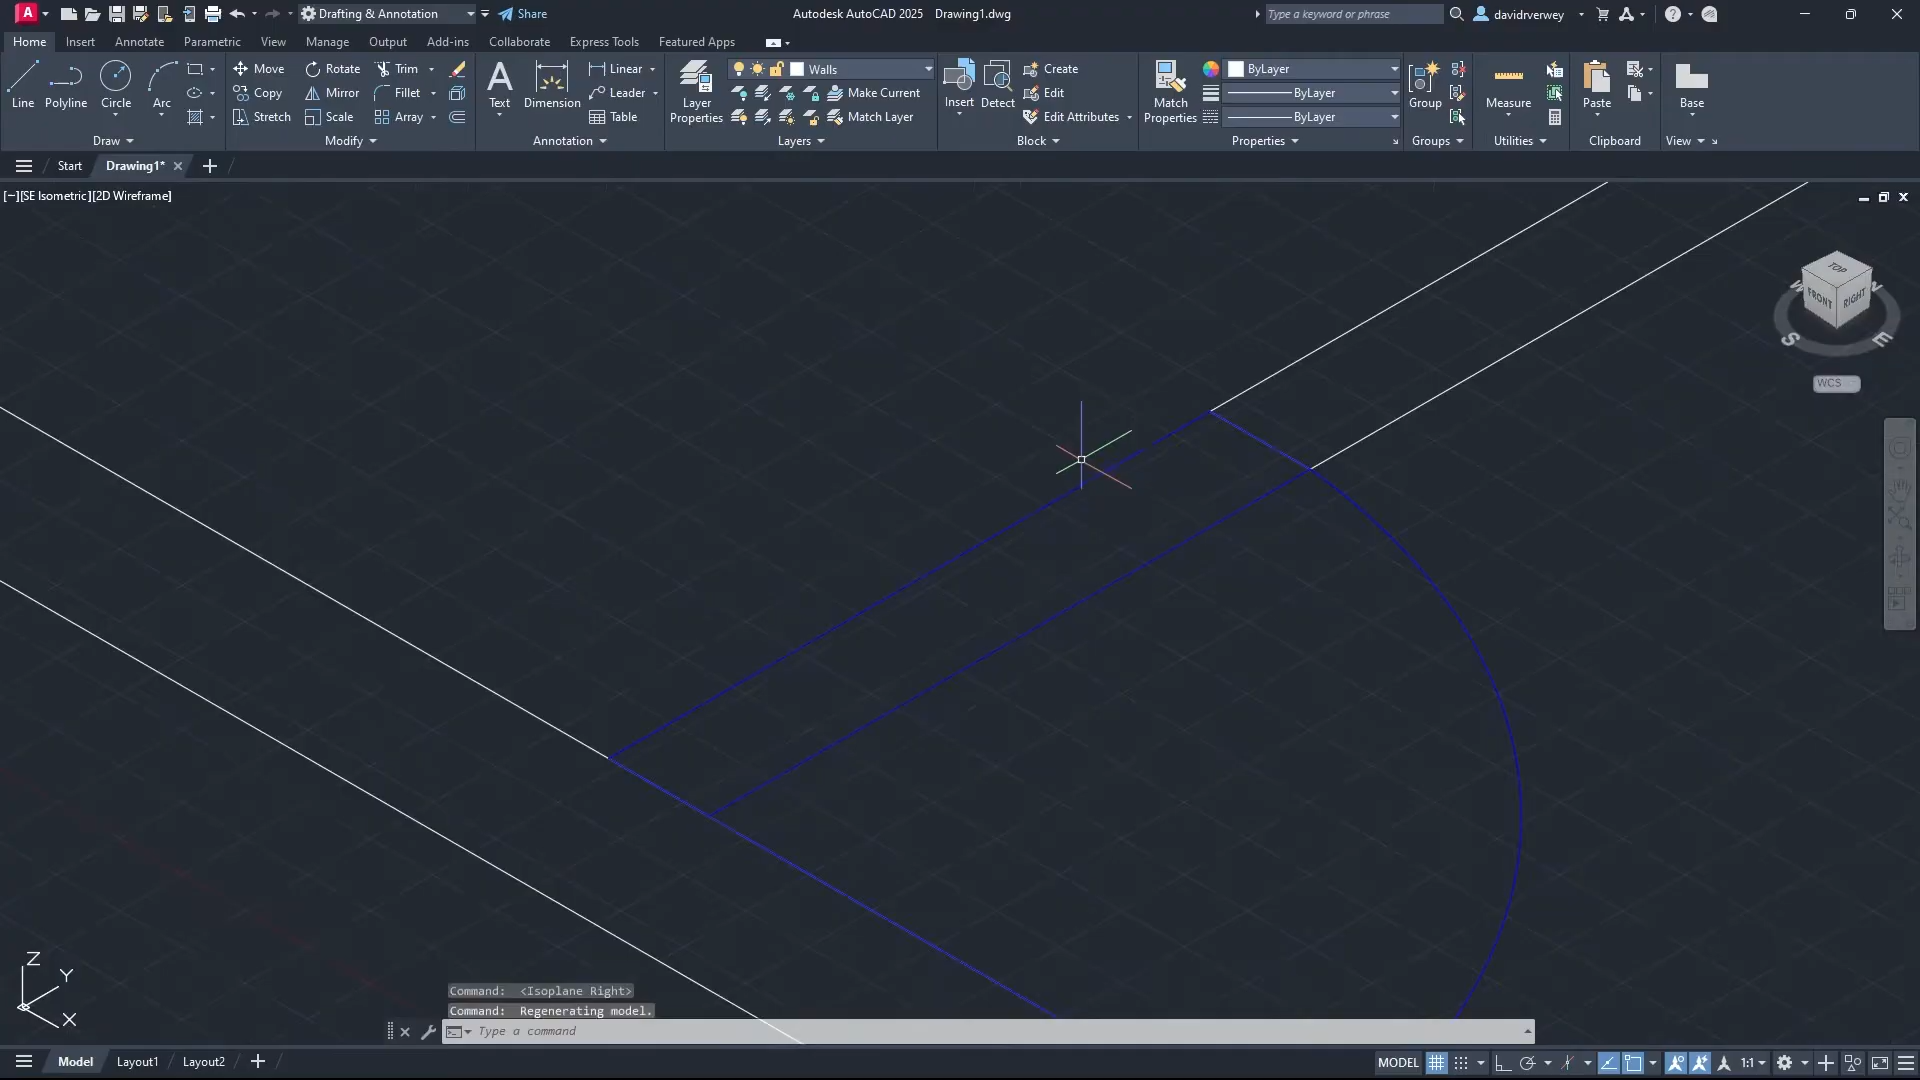 A Drafting & Annotation Share Autodesk AutoCAD 2025 Drawing1.dwg Type a keyword or phrase davidrverwey
Home Insert Annotate Parametric View Manage Output Add-ins Collaborate Express Tools Featured Apps
Move Rotate Trim Linear Walls Create ByLayer
Copy Mirror Fillet Leader Make Current Edit ByLayer
Line Polyline Circle Arc Text Dimension Layer Properties Insert Detect Match Properties Group Measure Paste Base
Stretch Scale Array Table Match Layer Edit Attributes ByLayer
Draw Modify Annotation Layers Block Properties Groups Utilities Clipboard View
Start Drawing1*
[−][SE Isometric][2D Wireframe]
TOP
W N
FRONT RIGHT
S E
WCS
Z
Y
X
Command: <Isoplane Right>
Command: Regenerating model.
Type a command
Model Layout1 Layout2 MODEL 1:1